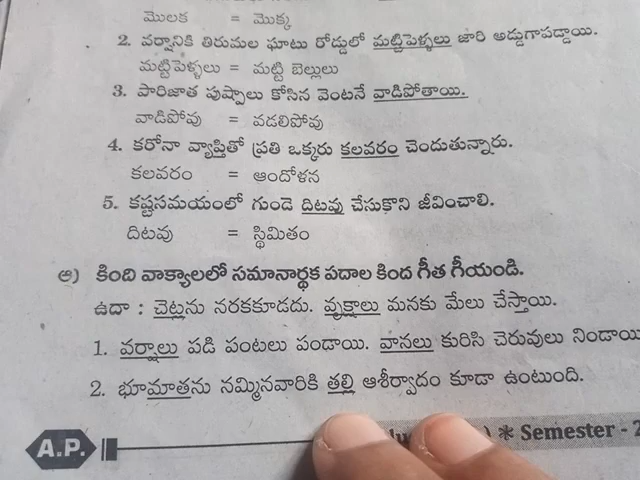 మొలక = మొక్క
2. వర్షానికి తిరుమల ఘాటు రోడ్డులో మట్టిపెళ్ళలు జారి అడ్డుగాపడ్డాయి.
మట్టిపెళ్ళలు = మట్టి బెల్లులు
3. పారిజాత పుష్పాలు కోసిన వెంటనే వాడిపోతాయి.
వాడిపోవు = వడలిపోవు
4. కరోనా వ్యాప్తితో ప్రతి ఒక్కరు కలవరం చెందుతున్నారు.
కలవరం = ఆందోళన
5. కష్టసమయంలో గుండె దిటవు చేసుకొని జీవించాలి.
దిటవు = స్థిమితం
ఆ) కింది వాక్యాలలో సమానార్థక పదాల కింద గీత గీయండి.
ఉదా : చెట్లను నరకకూడదు. వృక్షాలు మనకు మేలు చేస్తాయి.
1. వర్షాలు పడి పంటలు పండాయి. వానలు కురిసి చెరువులు నిండాయి
2. భూమాతను నమ్మినవారికి తల్లి ఆశీర్వాదం కూడా ఉంటుంది.
A.P. ) * Semester - 2